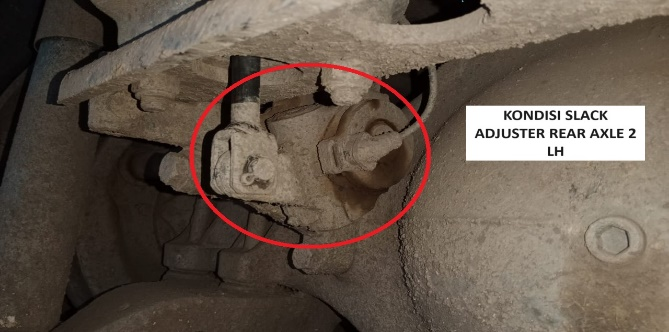 KONDISI SLACK
ADJUSTER REAR AXLE 2
LH